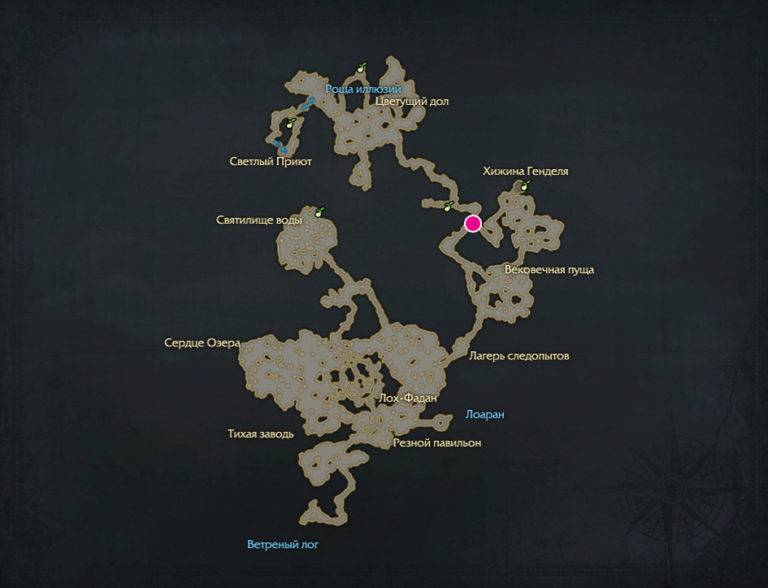 Роща иллюзий
Цветущий дол
Светлый Приют
Хижина Генделя
Святилище воды
Вековечная пуща
Сердце Озера
Лагерь следопытов
Лох-Фадан
Лоаран
Тихая заводь
Резной павильон
Ветреный лог